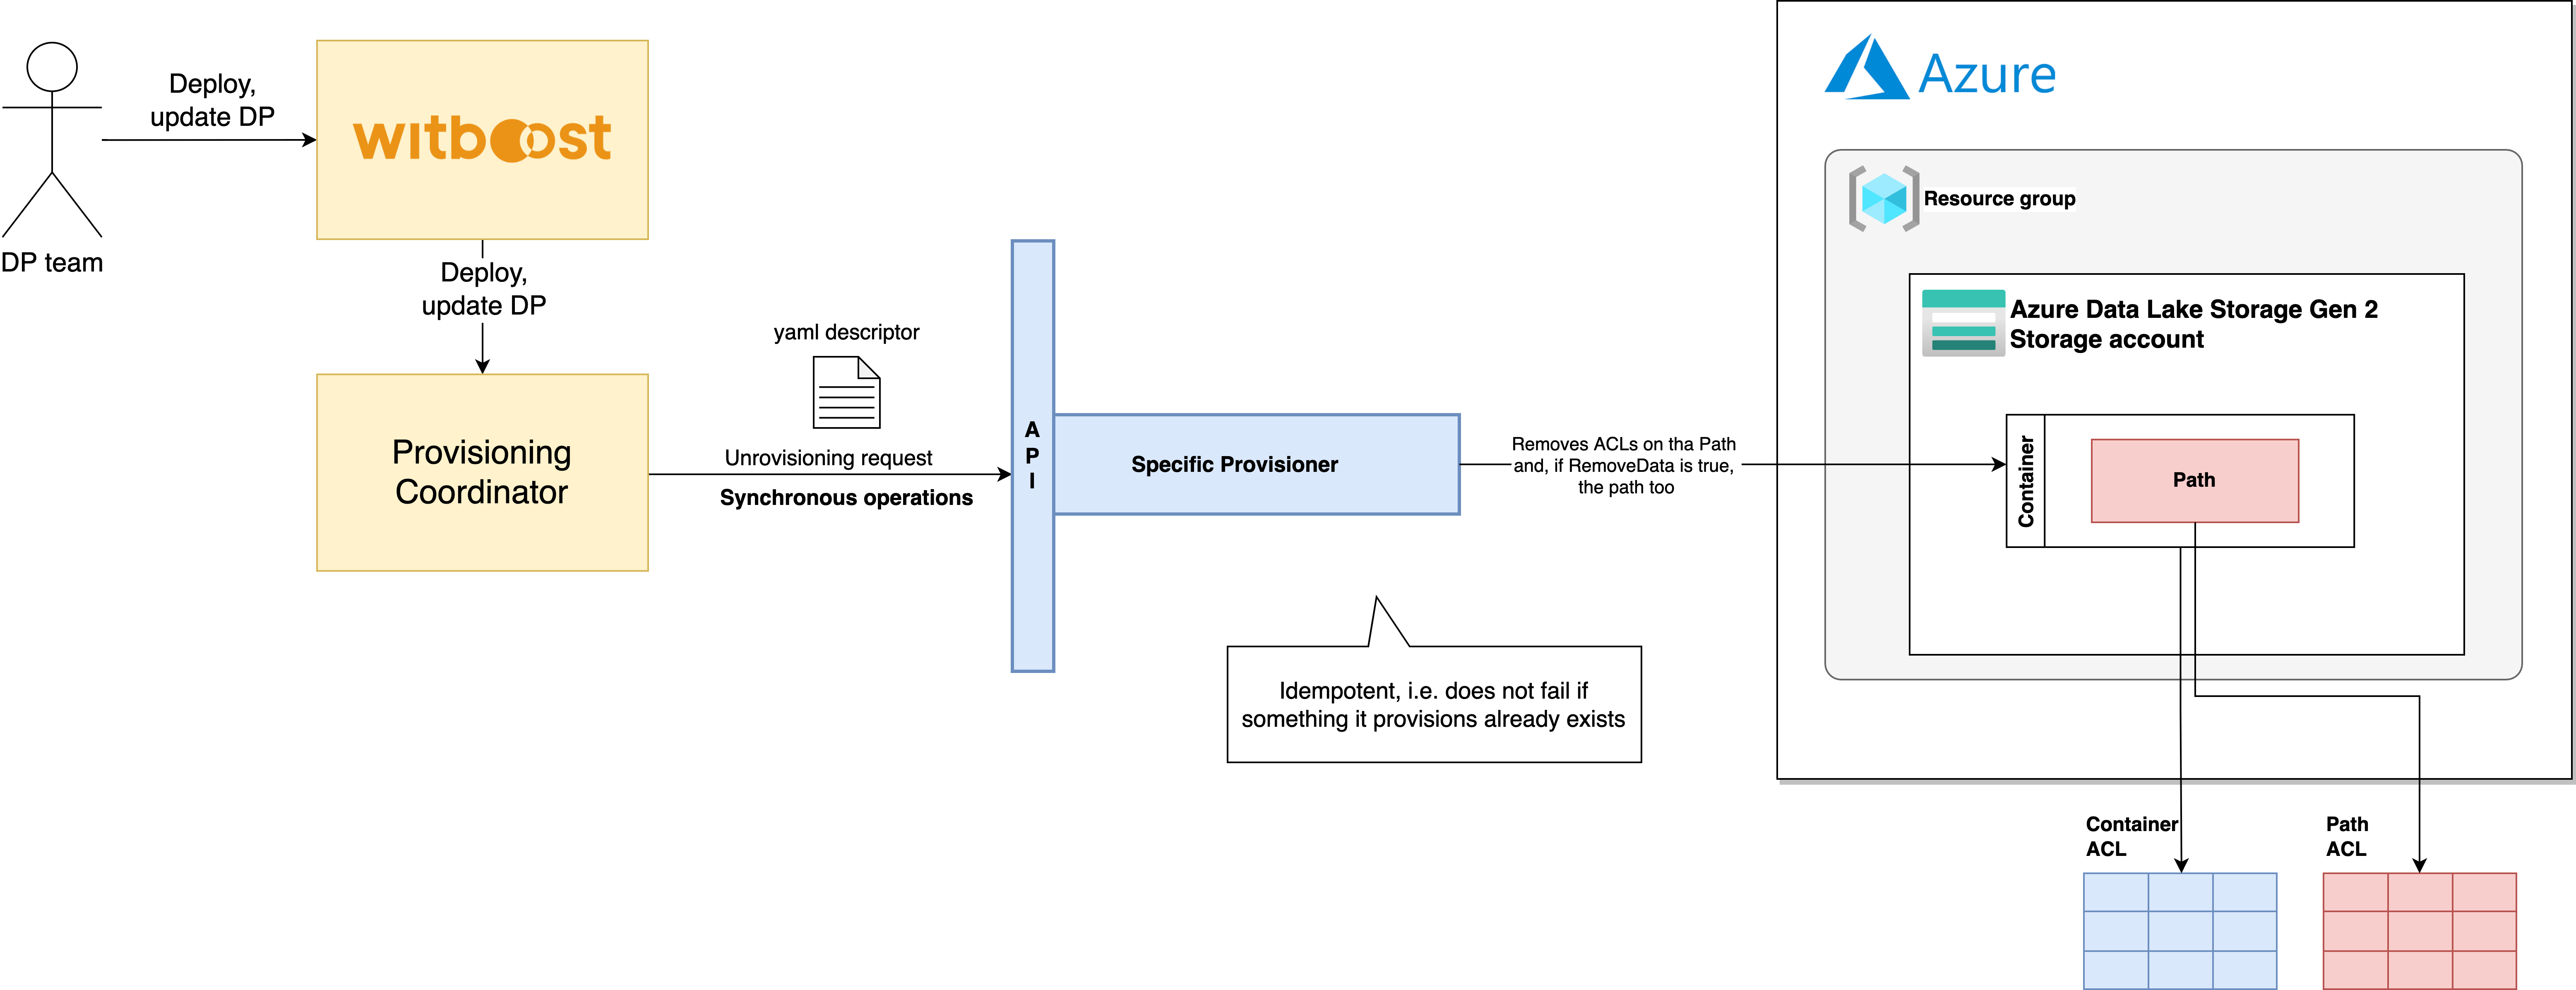 Deploy,
update DP
DP team
witboost
Deploy,
update DP
Provisioning
Coordinator
yaml descriptor
Unrovisioning request
Synchronous operations
A
P
I
Specific Provisioner
Idempotent, i.e. does not fail if
something it provisions already exists
Removes ACLs on tha Path
and, if RemoveData is true,
the path too
Azure
Resource group
Azure Data Lake Storage Gen 2
Storage account
Container
Path
Container
ACL
Path
ACL